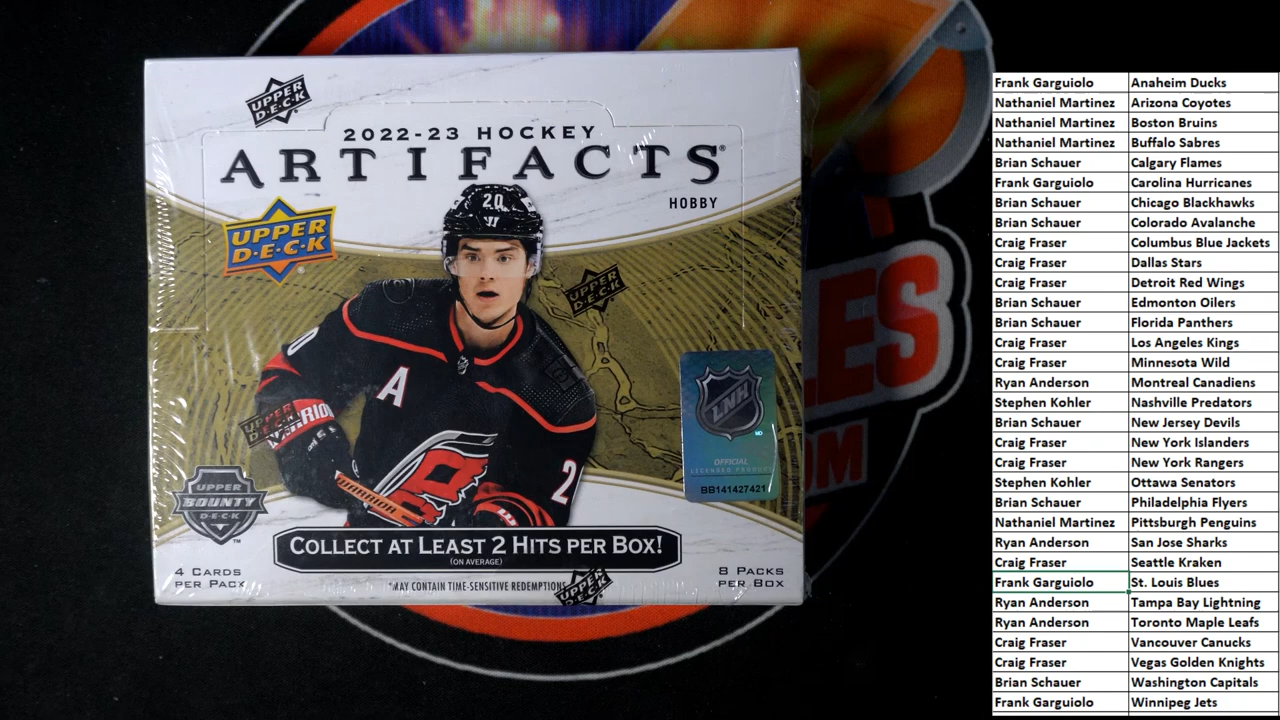 UPPER
D·E·C·K
2022-23 HOCKEY
ARTIFACTS
HOBBY
UPPER
D·E·C·K
20
UPPER
D·E·C·K
A
2
NHL
OFFICIAL
LICENSED PRODUCT
BB141427421
WARRIOR
UPPER
BOUNTY
D·E·C·K
TM
COLLECT AT LEAST 2 HITS PER BOX!
(ON AVERAGE)
4 CARDS
PER PACK
*MAY CONTAIN TIME-SENSITIVE REDEMPTIONS
UPPER
D·E·C·K
8 PACKS
PER BOX
ES
OM
Frank Garguiolo Anaheim Ducks
Nathaniel Martinez Arizona Coyotes
Nathaniel Martinez Boston Bruins
Nathaniel Martinez Buffalo Sabres
Brian Schauer Calgary Flames
Frank Garguiolo Carolina Hurricanes
Brian Schauer Chicago Blackhawks
Brian Schauer Colorado Avalanche
Craig Fraser Columbus Blue Jackets
Craig Fraser Dallas Stars
Craig Fraser Detroit Red Wings
Brian Schauer Edmonton Oilers
Brian Schauer Florida Panthers
Craig Fraser Los Angeles Kings
Craig Fraser Minnesota Wild
Ryan Anderson Montreal Canadiens
Stephen Kohler Nashville Predators
Brian Schauer New Jersey Devils
Craig Fraser New York Islanders
Craig Fraser New York Rangers
Stephen Kohler Ottawa Senators
Brian Schauer Philadelphia Flyers
Nathaniel Martinez Pittsburgh Penguins
Ryan Anderson San Jose Sharks
Craig Fraser Seattle Kraken
Frank Garguiolo St. Louis Blues
Ryan Anderson Tampa Bay Lightning
Ryan Anderson Toronto Maple Leafs
Craig Fraser Vancouver Canucks
Craig Fraser Vegas Golden Knights
Brian Schauer Washington Capitals
Frank Garguiolo Winnipeg Jets